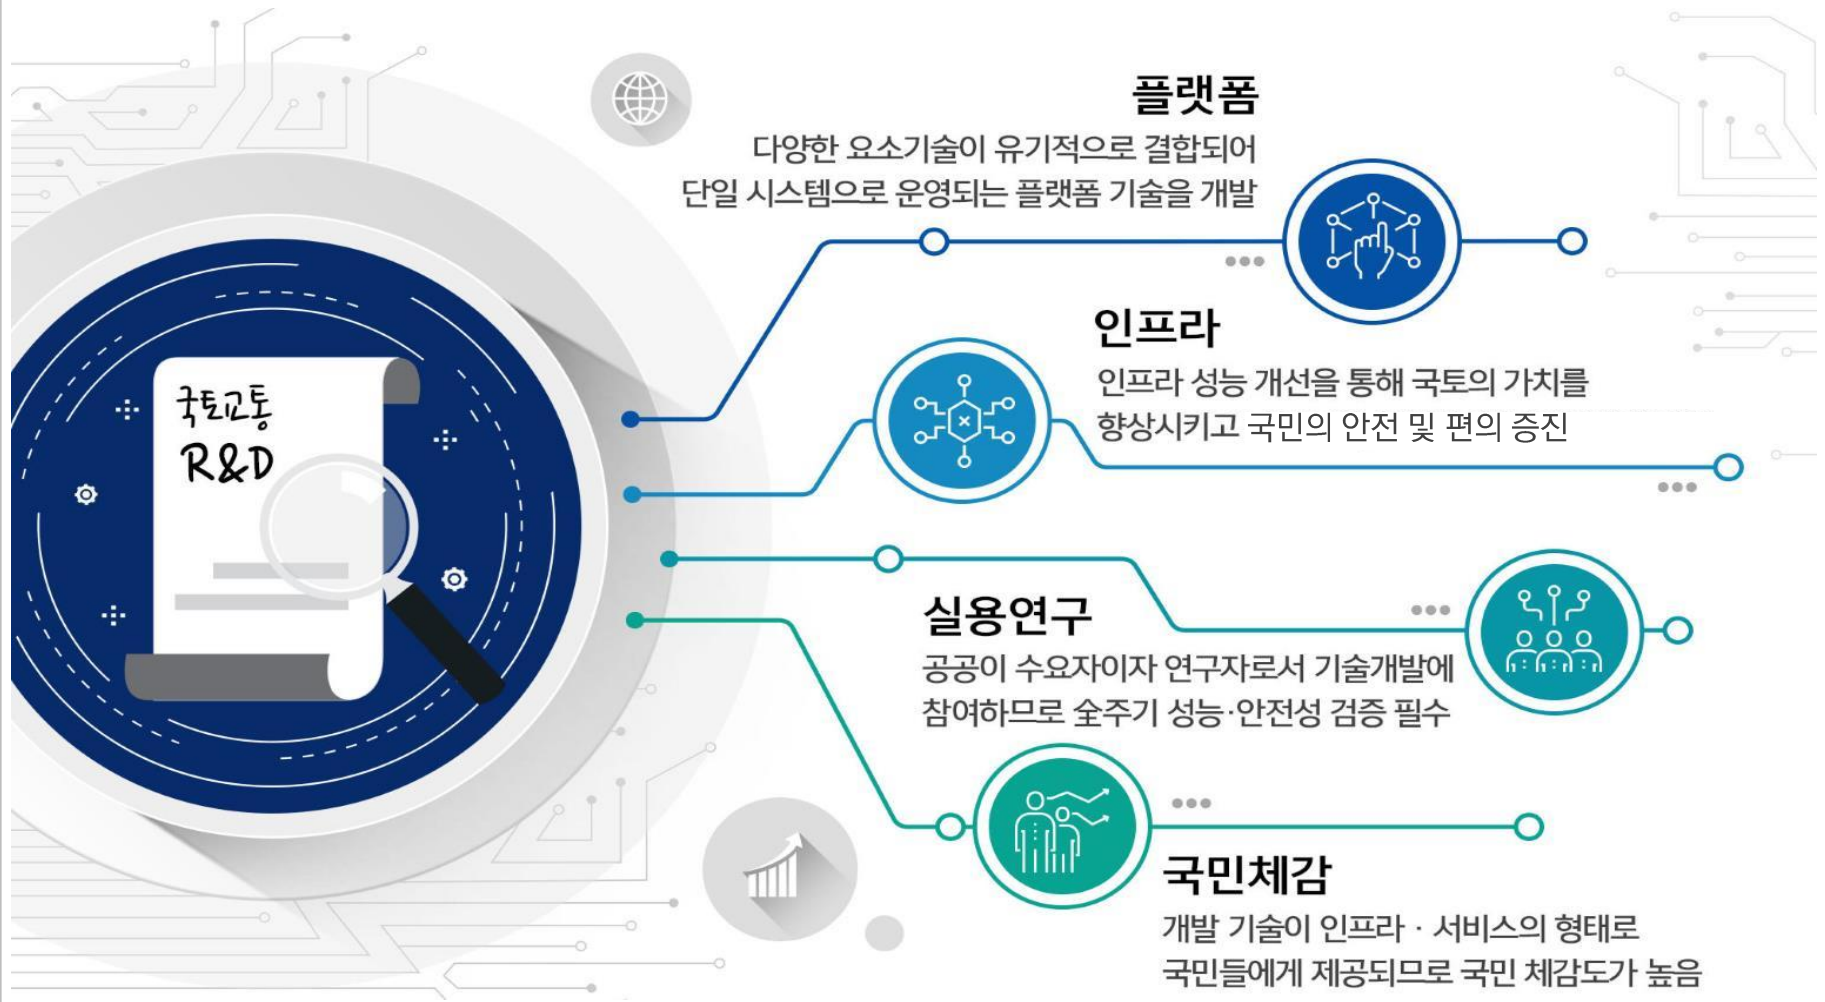 국토교통
R&D
플랫폼
다양한 요소기술이 유기적으로 결합되어
단일 시스템으로 운영되는 플랫폼 기술을 개발
인프라
인프라 성능 개선을 통해 국토의 가치를
향상시키고 국민의 안전 및 편의 증진
실용연구
공공이 수요자이자 연구자로서 기술개발에
참여하므로 全주기 성능·안전성 검증 필수
국민체감
개발 기술이 인프라 · 서비스의 형태로
국민들에게 제공되므로 국민 체감도가 높음